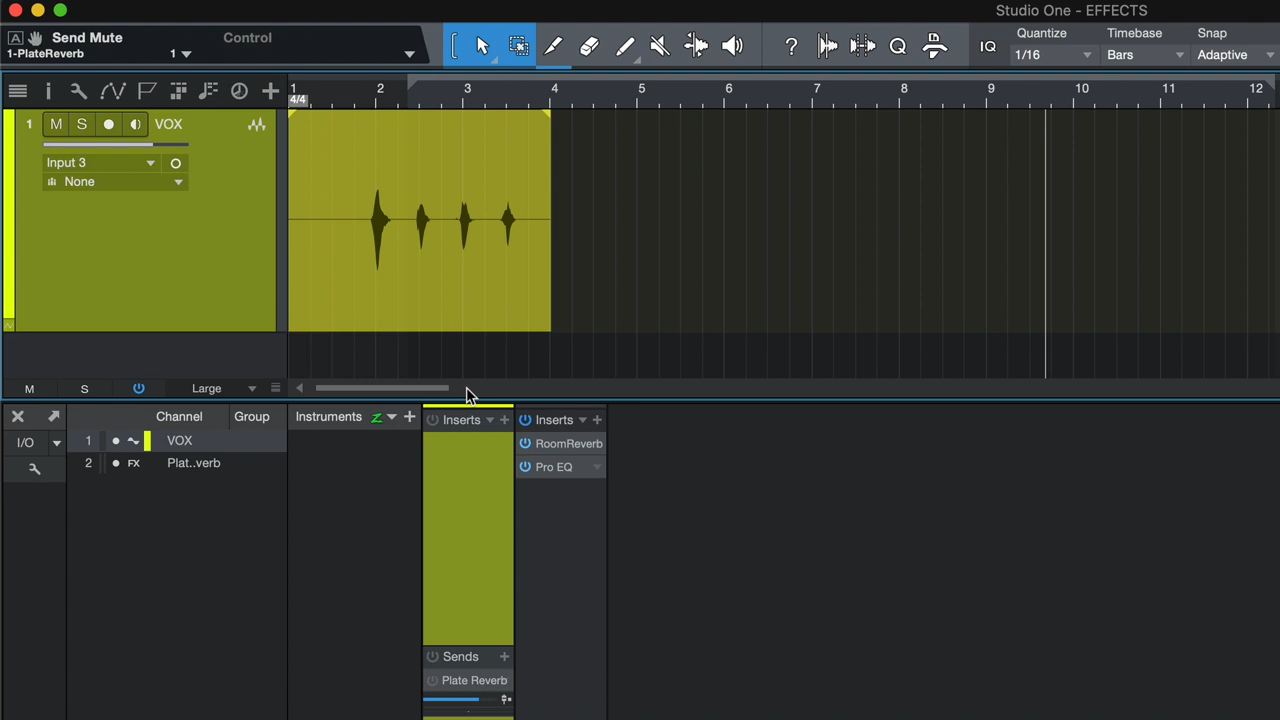 Studio One - EFFECTS
A Send Mute Control
1-PlateReverb 1
? IQ Quantize Timebase Snap
1/16 Bars Adaptive
1 2 3 4 5 6 7 8 9 10 11 12
4/4
1 M S VOX
Input 3
None
M S Large
Channel Group Instruments Inserts Inserts
I/O 1 VOX RoomReverb
2 FX Plat..verb Pro EQ
Sends
Plate Reverb